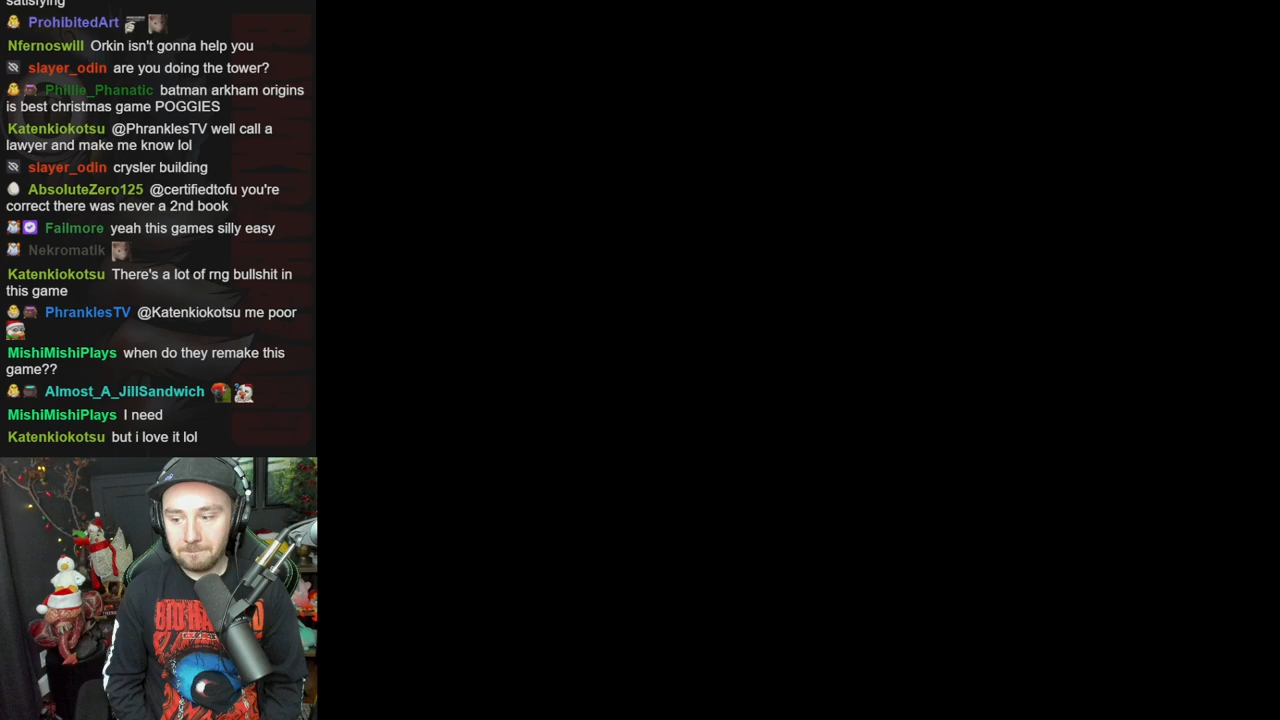 satisfying
ProhibitedArt
Nfernoswill Orkin isn't gonna help you
slayer_odin are you doing the tower?
Phillie_Phanatic batman arkham origins
is best christmas game POGGIES
Katenkiokotsu @PhranklesTV well call a
lawyer and make me know lol
slayer_odin crysler building
AbsoluteZero125 @certifiedtofu you're
correct there was never a 2nd book
Failmore yeah this games silly easy
Nekromatik
Katenkiokotsu There's a lot of rng bullshit in
this game
PhranklesTV @Katenkiokotsu me poor
MishiMishiPlays when do they remake this
game??
Almost_A_JillSandwich
MishiMishiPlays I need
Katenkiokotsu but i love it lol